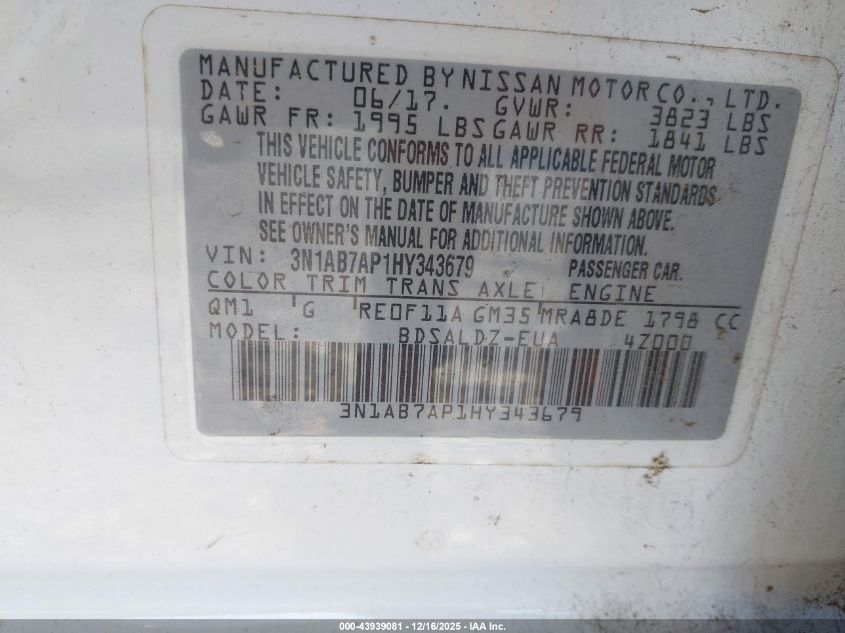 MANUFACTURED BY NISSAN MOTOR CO., LTD.
DATE: 06/17. GVWR: 3823 LBS
GAWR FR: 1995 LBS GAWR RR: 1841 LBS
THIS VEHICLE CONFORMS TO ALL APPLICABLE FEDERAL MOTOR
VEHICLE SAFETY, BUMPER AND THEFT PREVENTION STANDARDS
IN EFFECT ON THE DATE OF MANUFACTURE SHOWN ABOVE.
SEE OWNER'S MANUAL FOR ADDITIONAL INFORMATION.
VIN: 3N1AB7AP1HY343679 PASSENGER CAR.
COLOR TRIM TRANS AXLE ENGINE
QM1 G RE0F11A GM35 MRA8DE 1798 CC
MODEL: BDSALDZ-EUA 4Z000
3N1AB7AP1HY343679
000-43939081 - 12/16/2025 - IAA Inc.